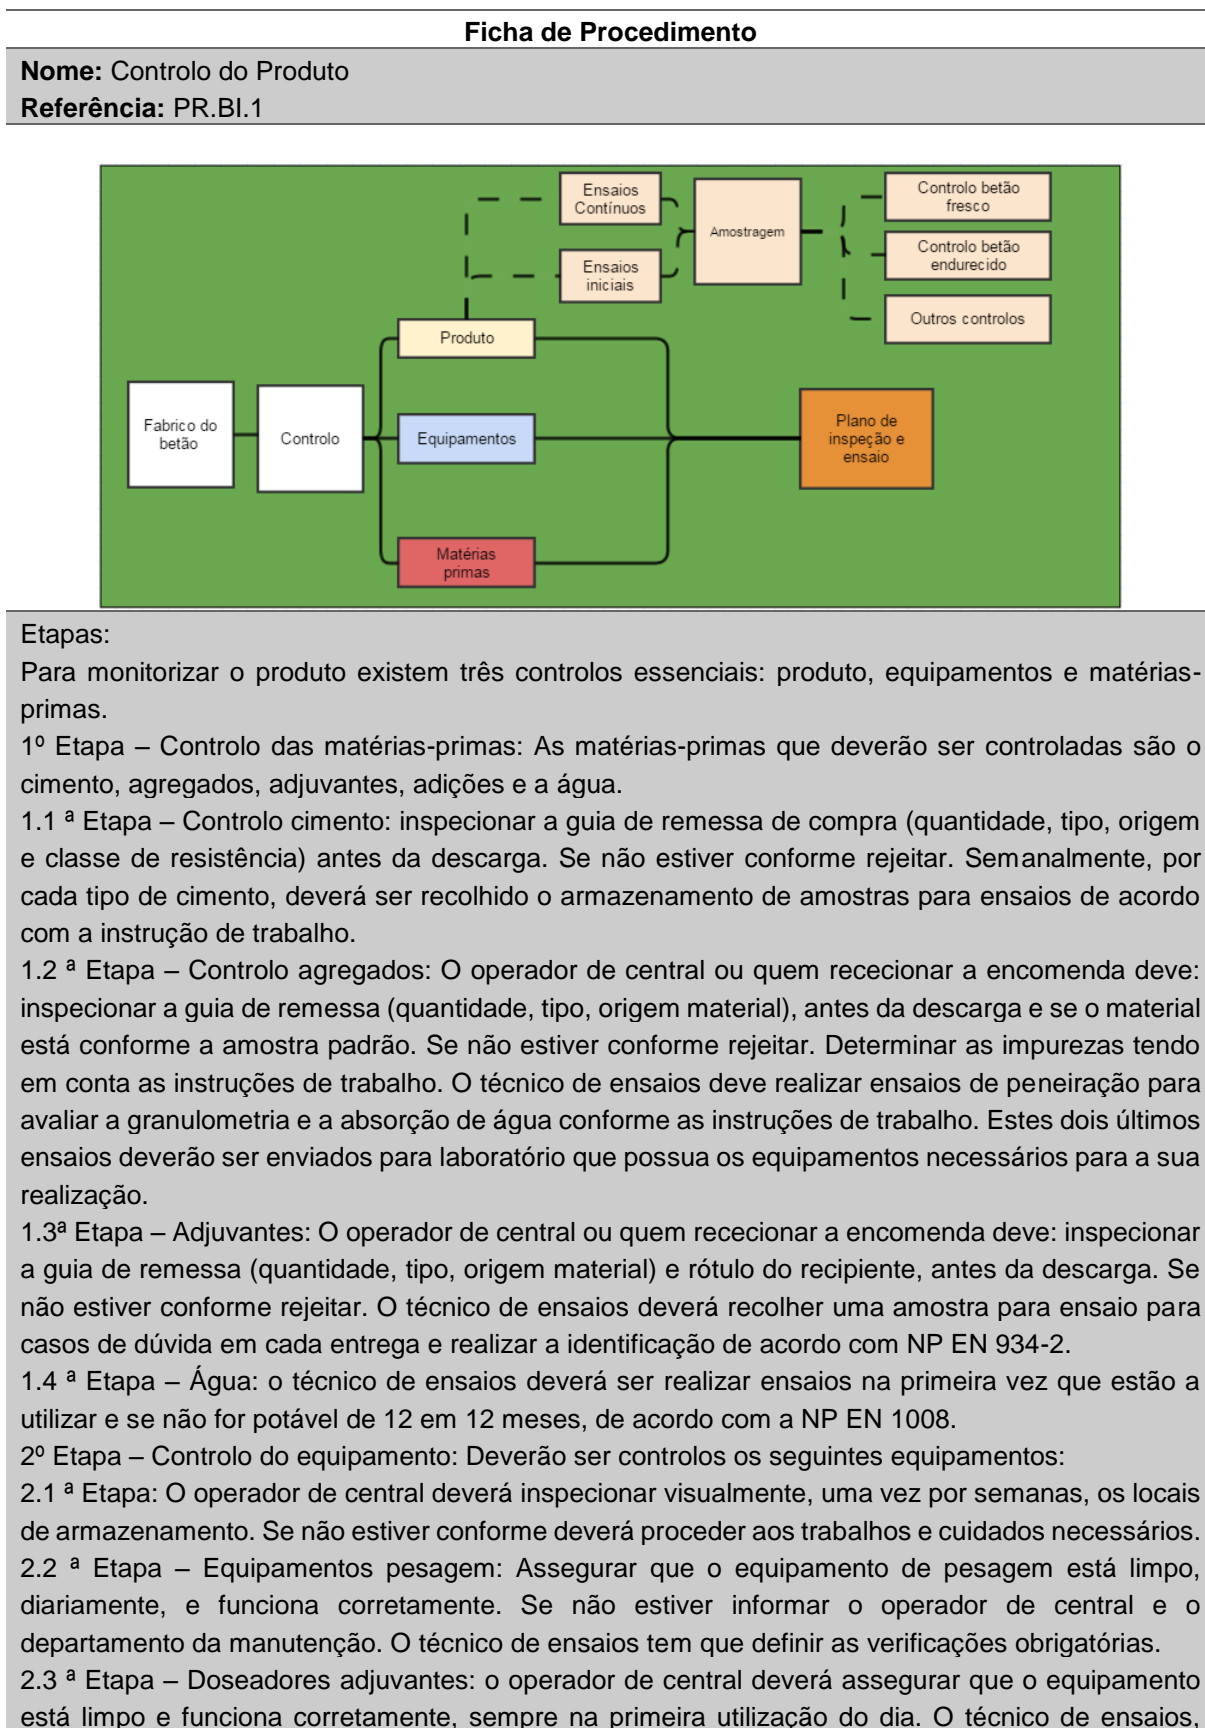 Ficha de Procedimento
Nome: Controlo do Produto
Referência: PR.BI.1
Ensaios
Contínuos
Ensaios
iniciais
Amostragem
Controlo betão
fresco
Controlo betão
endurecido
Outros controlos
Produto
Fabrico do
betão
Controlo
Equipamentos
Plano de
inspeção e
ensaio
Matérias
primas
Etapas:
Para monitorizar o produto existem três controlos essenciais: produto, equipamentos e matérias-
primas.
1º Etapa – Controlo das matérias-primas: As matérias-primas que deverão ser controladas são o
cimento, agregados, adjuvantes, adições e a água.
1.1 ª Etapa – Controlo cimento: inspecionar a guia de remessa de compra (quantidade, tipo, origem
e classe de resistência) antes da descarga. Se não estiver conforme rejeitar. Semanalmente, por
cada tipo de cimento, deverá ser recolhido o armazenamento de amostras para ensaios de acordo
com a instrução de trabalho.
1.2 ª Etapa – Controlo agregados: O operador de central ou quem rececionar a encomenda deve:
inspecionar a guia de remessa (quantidade, tipo, origem material), antes da descarga e se o material
está conforme a amostra padrão. Se não estiver conforme rejeitar. Determinar as impurezas tendo
em conta as instruções de trabalho. O técnico de ensaios deve realizar ensaios de peneiração para
avaliar a granulometria e a absorção de água conforme as instruções de trabalho. Estes dois últimos
ensaios deverão ser enviados para laboratório que possua os equipamentos necessários para a sua
realização.
1.3ª Etapa – Adjuvantes: O operador de central ou quem rececionar a encomenda deve: inspecionar
a guia de remessa (quantidade, tipo, origem material) e rótulo do recipiente, antes da descarga. Se
não estiver conforme rejeitar. O técnico de ensaios deverá recolher uma amostra para ensaio para
casos de dúvida em cada entrega e realizar a identificação de acordo com NP EN 934-2.
1.4 ª Etapa – Água: o técnico de ensaios deverá ser realizar ensaios na primeira vez que estão a
utilizar e se não for potável de 12 em 12 meses, de acordo com a NP EN 1008.
2º Etapa – Controlo do equipamento: Deverão ser controlos os seguintes equipamentos:
2.1 ª Etapa: O operador de central deverá inspecionar visualmente, uma vez por semanas, os locais
de armazenamento. Se não estiver conforme deverá proceder aos trabalhos e cuidados necessários.
2.2 ª Etapa – Equipamentos pesagem: Assegurar que o equipamento de pesagem está limpo,
diariamente, e funciona corretamente. Se não estiver informar o operador de central e o
departamento da manutenção. O técnico de ensaios tem que definir as verificações obrigatórias.
2.3 ª Etapa – Doseadores adjuvantes: o operador de central deverá assegurar que o equipamento
está limpo e funciona corretamente, sempre na primeira utilização do dia. O técnico de ensaios,